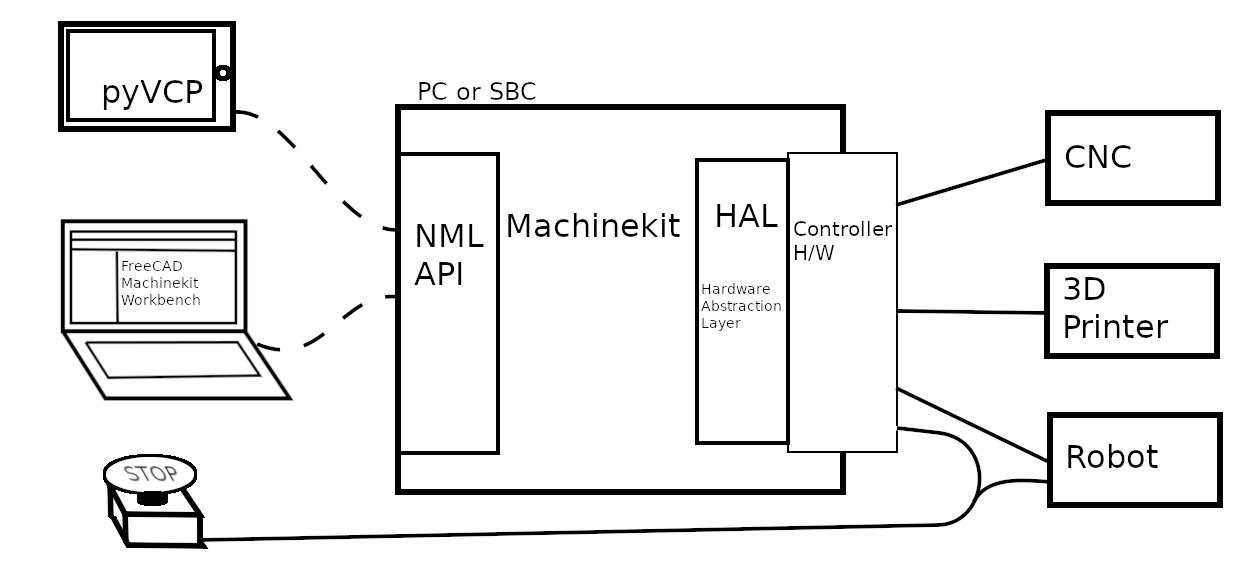 pyVCP
FreeCAD
Machinekit
Workbench
STOP
PC or SBC
NML
API
Machinekit
HAL
Hardware
Abstraction
Layer
Controller
H/W
CNC
3D
Printer
Robot